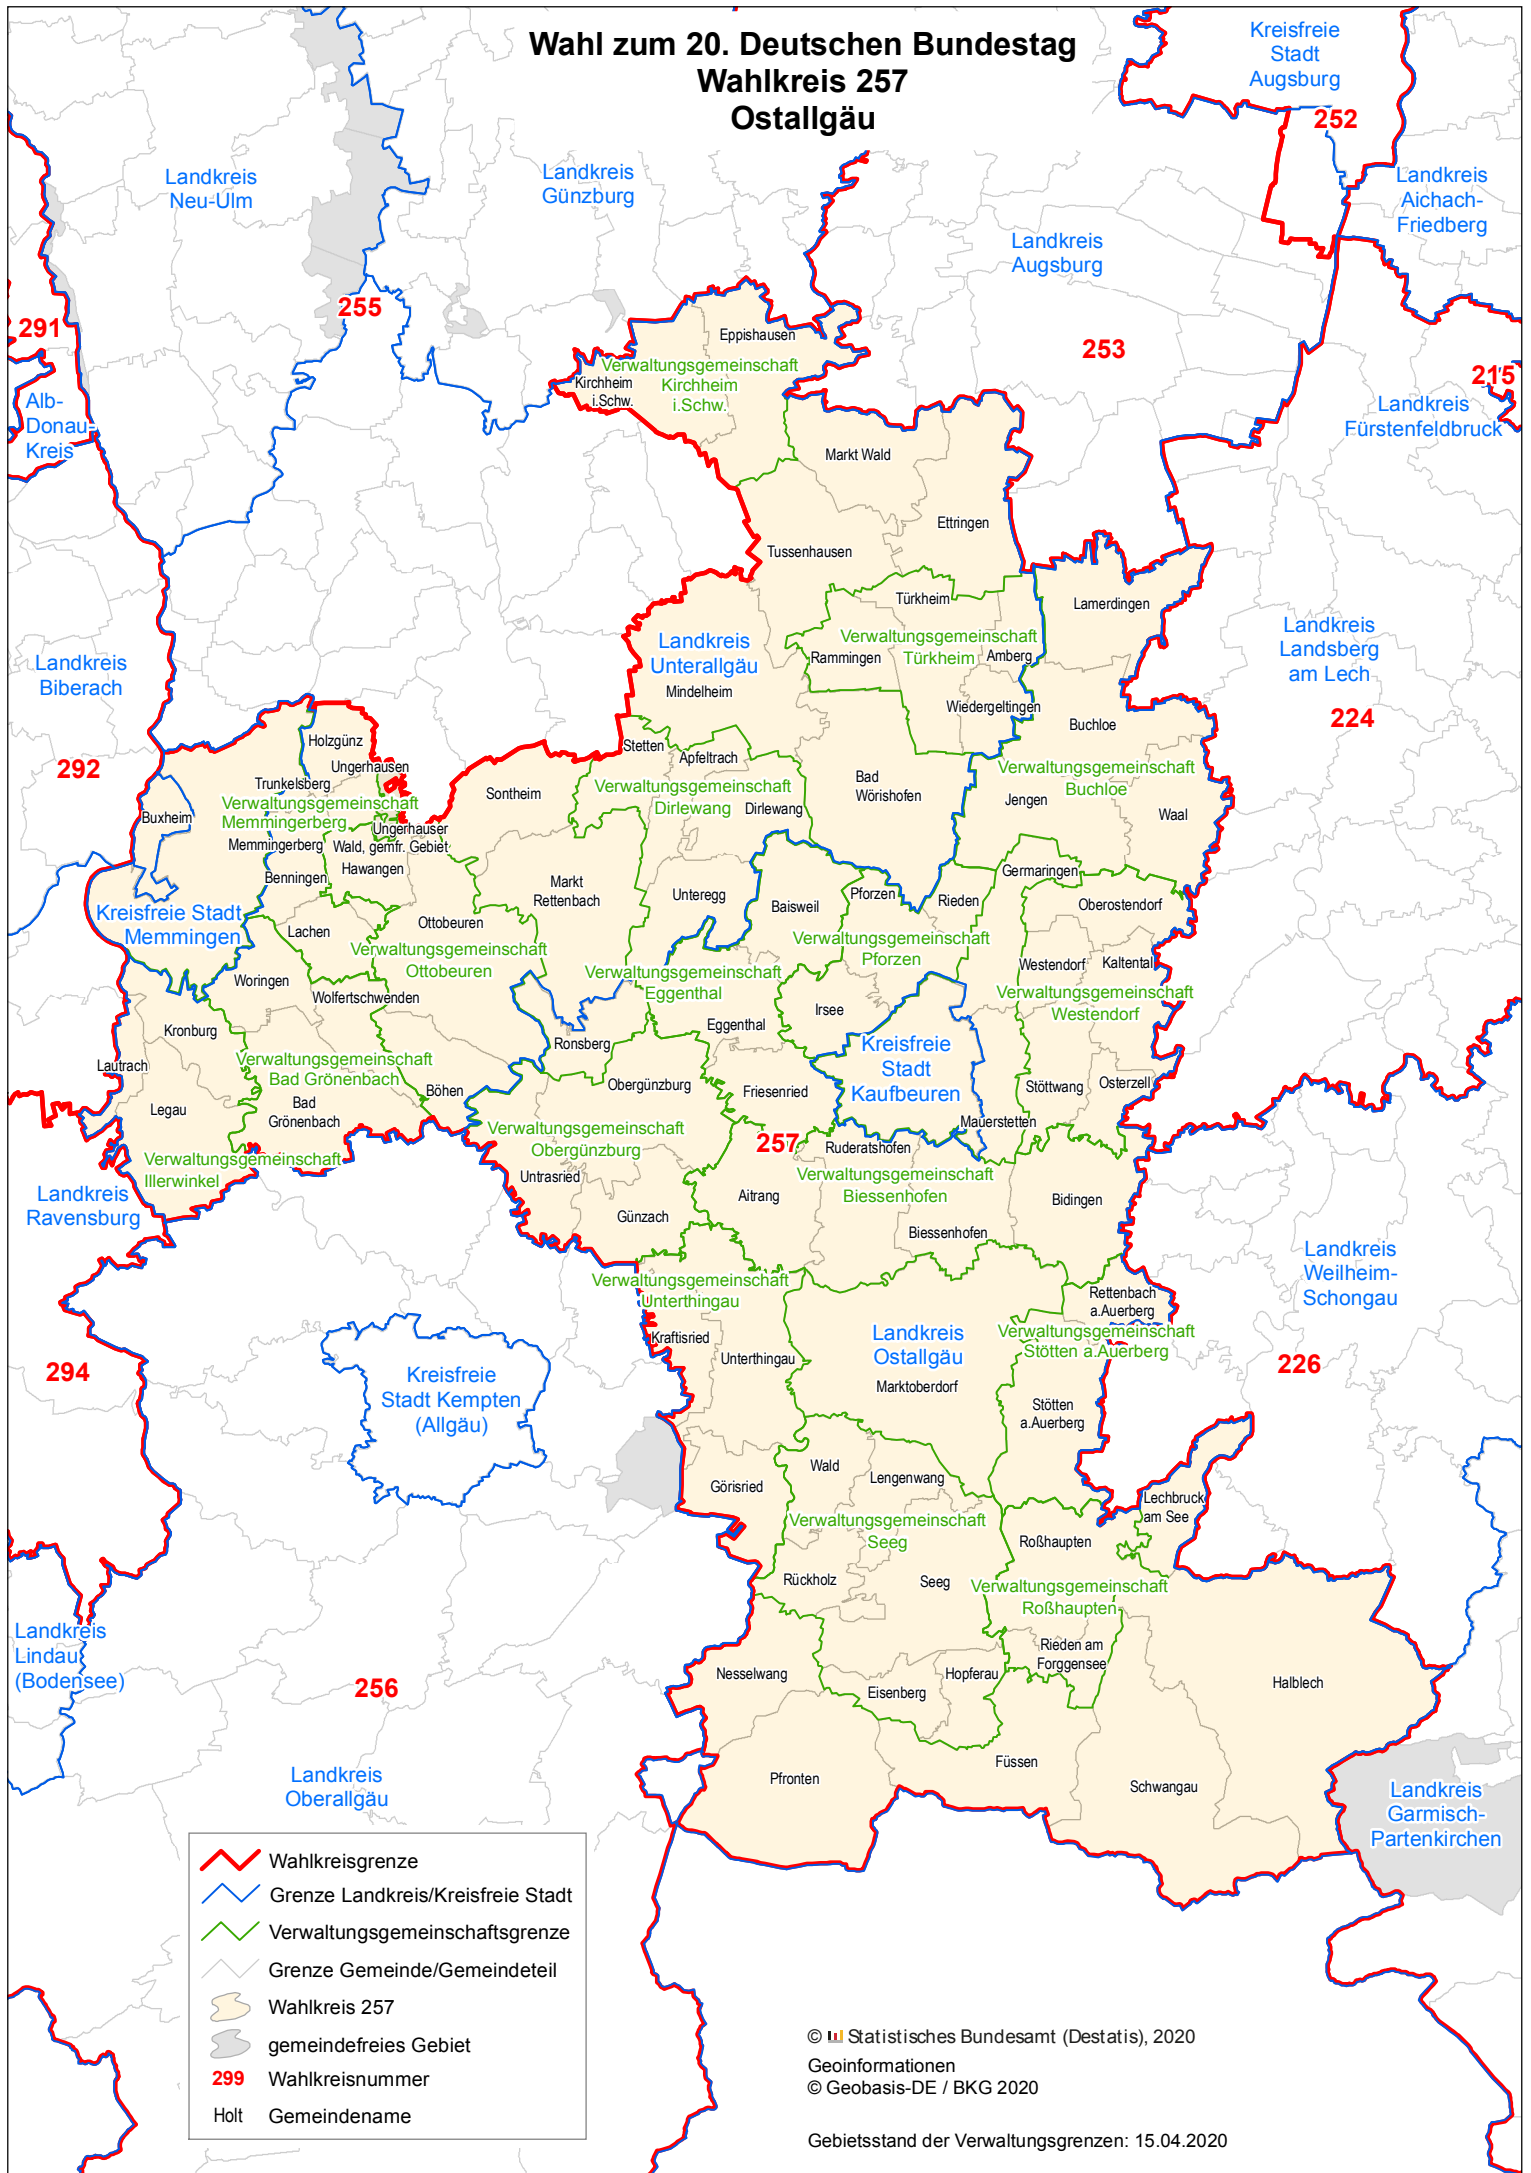 Wahl zum 20. Deutschen Bundestag
Wahlkreis 257
Ostallgäu
Kreisfreie
Stadt
Augsburg
252
Landkreis
Neu-Ulm
Landkreis
Günzburg
Landkreis
Aichach-
Friedberg
Landkreis
Augsburg
255
291
253
215
Eppishausen
Verwaltungsgemeinschaft
Kirchheim
i.Schw.
Kirchheim
i.Schw.
Alb-
Donau-
Kreis
Landkreis
Fürstenfeldbruck
Markt Wald
Ettringen
Tussenhausen
Türkheim
Lamerdingen
Verwaltungsgemeinschaft
Türkheim
Rammingen
Amberg
Landkreis
Unterallgäu
Mindelheim
Landkreis
Landsberg
am Lech
224
Landkreis
Biberach
292
Wiedergeltingen
Buchloe
Holzgünz
Ungerhausen
Trunkelsberg
Verwaltungsgemeinschaft
Memmingerberg
Buxheim
Memmingerberg
Ungerhauser
Wald, gemfr. Gebiet
Hawangen
Benningen
Stetten
Apfeltrach
Sontheim
Verwaltungsgemeinschaft
Dirlewang
Dirlewang
Bad
Wörishofen
Verwaltungsgemeinschaft
Buchloe
Jengen
Waal
Germaringen
Markt
Rettenbach
Unteregg
Baisweil
Pforzen
Rieden
Oberostendorf
Kreisfreie Stadt
Memmingen
Lachen
Ottobeuren
Verwaltungsgemeinschaft
Ottobeuren
Verwaltungsgemeinschaft
Pforzen
Verwaltungsgemeinschaft
Eggenthal
Westendorf
Kaltental
Verwaltungsgemeinschaft
Westendorf
Woringen
Wolfertschwenden
Irsee
Eggenthal
Kronburg
Ronsberg
Kreisfreie
Stadt
Kaufbeuren
Lautrach
Verwaltungsgemeinschaft
Bad Grönenbach
Böhen
Obergünzburg
Friesenried
Stöttwang
Osterzell
Legau
Bad
Grönenbach
Mauerstetten
Verwaltungsgemeinschaft
Obergünzburg
257
Ruderatshofen
Verwaltungsgemeinschaft
Illerwinkel
Untrasried
Verwaltungsgemeinschaft
Biessenhofen
Aitrang
Bidingen
Landkreis
Ravensburg
Günzach
Biessenhofen
Landkreis
Weilheim-
Schongau
Verwaltungsgemeinschaft
Unterthingau
Rettenbach
a.Auerberg
Kraftisried
Unterthingau
Landkreis
Ostallgäu
Marktoberdorf
Verwaltungsgemeinschaft
Stötten a.Auerberg
226
294
Kreisfreie
Stadt Kempten
(Allgäu)
Stötten
a.Auerberg
Wald
Lengenwang
Görisried
Lechbruck
am See
Verwaltungsgemeinschaft
Seeg
Roßhaupten
Rückholz
Seeg
Verwaltungsgemeinschaft
Roßhaupten
Landkreis
Lindau
(Bodensee)
Rieden am
Forggensee
Nesselwang
Hopferau
Eisenberg
Halblech
256
Füssen
Pfronten
Schwangau
Landkreis
Oberallgäu
Landkreis
Garmisch-
Partenkirchen
Wahlkreisgrenze
Grenze Landkreis/Kreisfreie Stadt
Verwaltungsgemeinschaftsgrenze
Grenze Gemeinde/Gemeindeteil
Wahlkreis 257
gemeindefreies Gebiet
299 Wahlkreisnummer
Holt Gemeindename
© Statistisches Bundesamt (Destatis), 2020
Geoinformationen
© Geobasis-DE / BKG 2020
Gebietsstand der Verwaltungsgrenzen: 15.04.2020